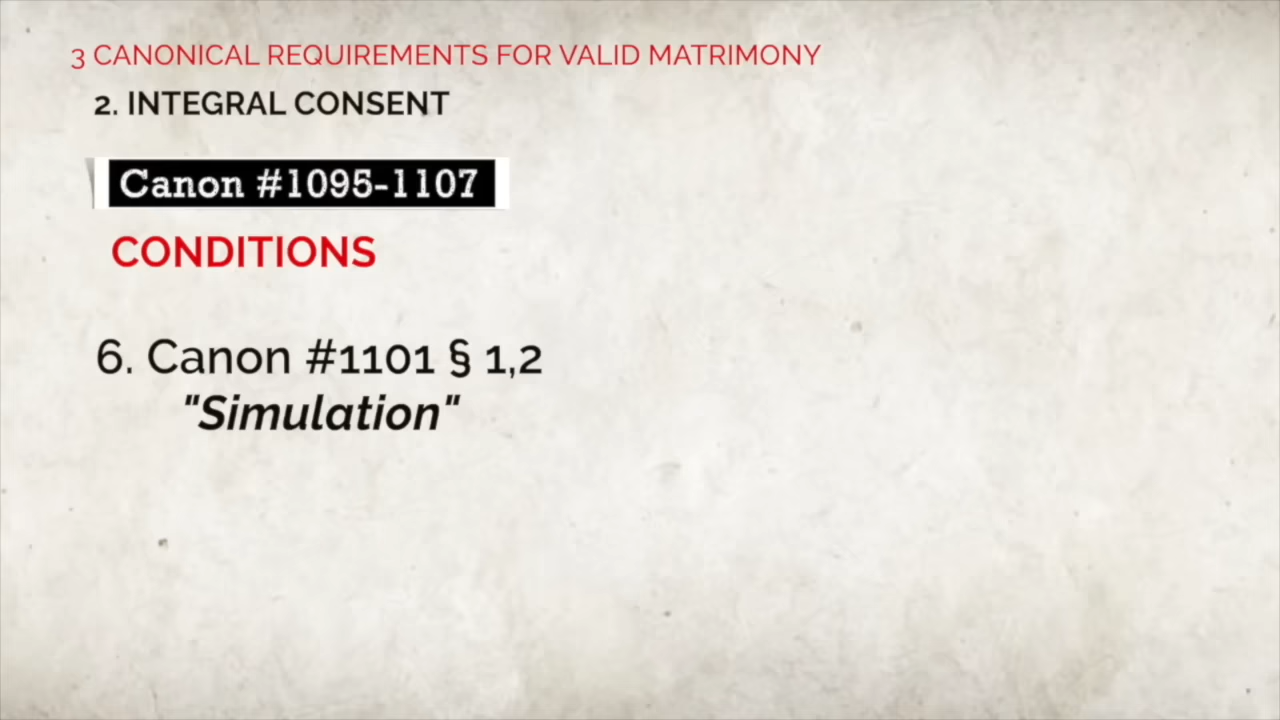 3 CANONICAL REQUIREMENTS FOR VALID MATRIMONY
2. INTEGRAL CONSENT
Canon #1095-1107
CONDITIONS
6. Canon #1101 § 1,2
"Simulation"